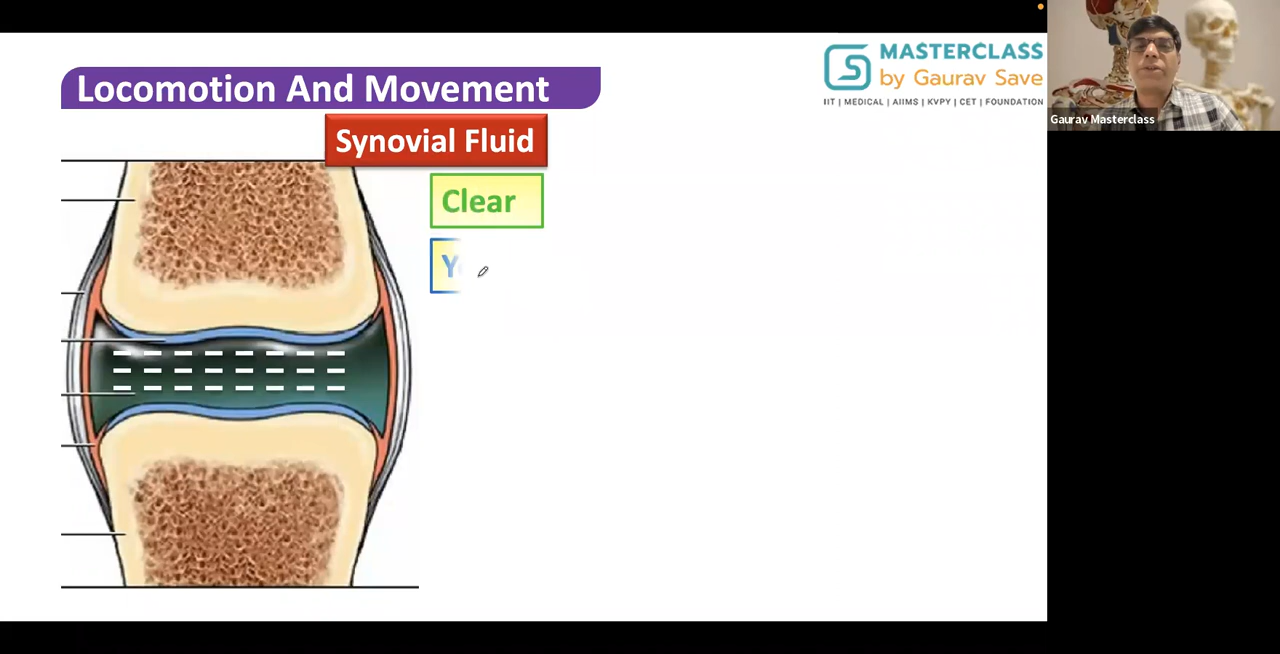 MASTERCLASS
by Gaurav Save
IIT | MEDICAL | AIIMS | KVPY | CET | FOUNDATION
Gaurav Masterclass
Locomotion And Movement
Synovial Fluid
Clear